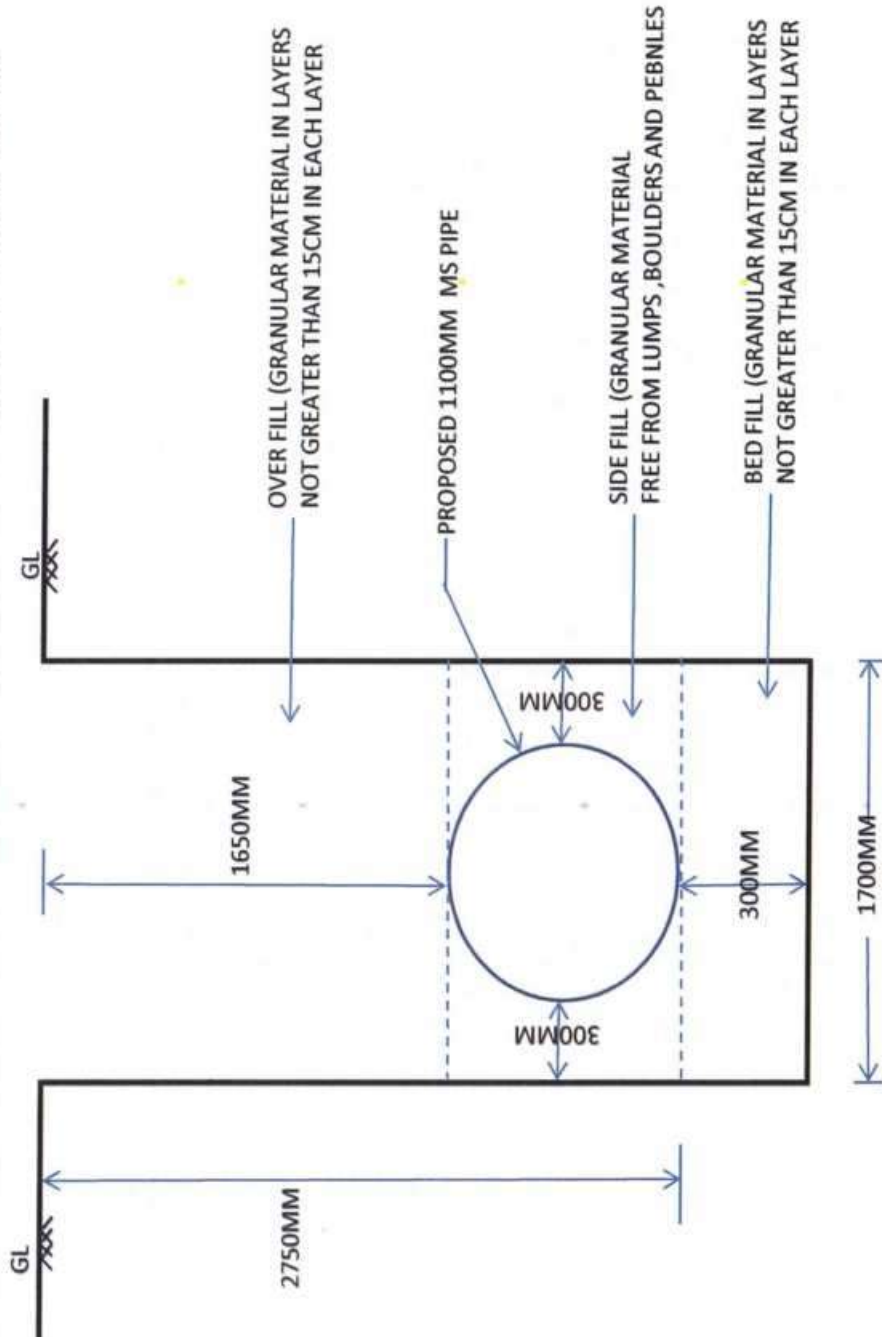 GL
GL
OVER FILL (GRANULAR MATERIAL IN LAYERS
NOT GREATER THAN 15CM IN EACH LAYER
1650MM
2750MM
PROPOSED 1100MM MS PIPE
300MM
300MM
SIDE FILL (GRANULAR MATERIAL
FREE FROM LUMPS ,BOULDERS AND PEBNLES
300MM
BED FILL (GRANULAR MATERIAL IN LAYERS
NOT GREATER THAN 15CM IN EACH LAYER
1700MM